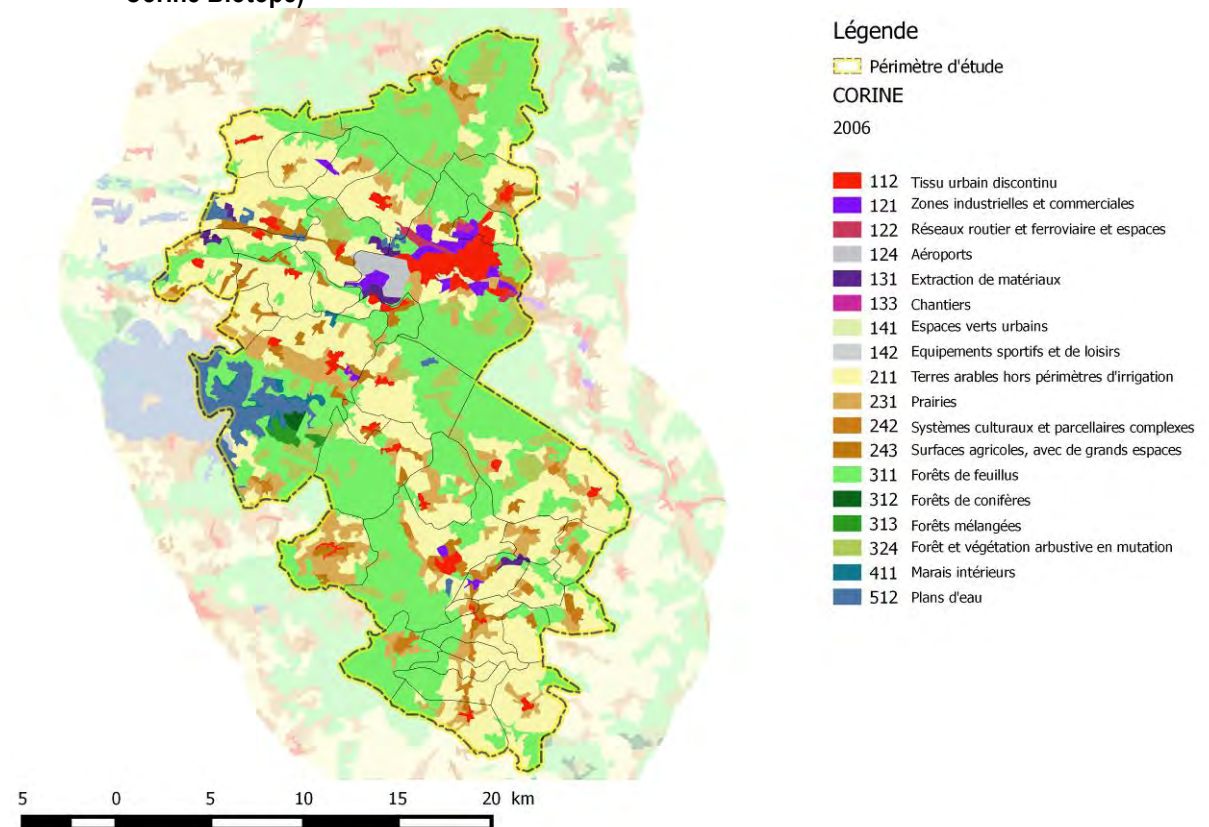 Corine Biotope)
Légende
Périmètre d'étude
CORINE
2006
112 Tissu urbain discontinu
121 Zones industrielles et commerciales
122 Réseaux routier et ferroviaire et espaces
124 Aéroports
131 Extraction de matériaux
133 Chantiers
141 Espaces verts urbains
142 Equipements sportifs et de loisirs
211 Terres arables hors périmètres d'irrigation
231 Prairies
242 Systèmes culturaux et parcellaires complexes
243 Surfaces agricoles, avec de grands espaces
311 Forêts de feuillus
312 Forêts de conifères
313 Forêts mélangées
324 Forêt et végétation arbustive en mutation
411 Marais intérieurs
512 Plans d'eau
5 0 5 10 15 20 km